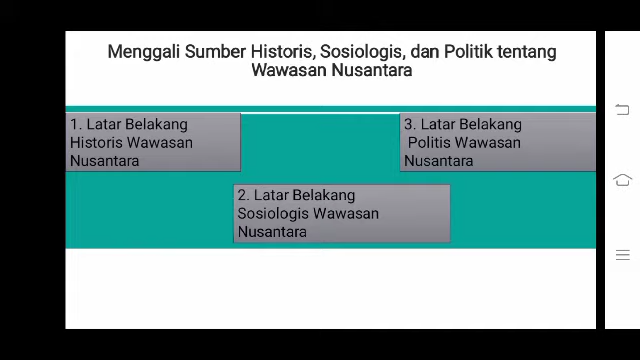 Menggali Sumber Historis, Sosiologis, dan Politik tentang
Wawasan Nusantara
1. Latar Belakang
Historis Wawasan
Nusantara
2. Latar Belakang
Sosiologis Wawasan
Nusantara
3. Latar Belakang
Politis Wawasan
Nusantara